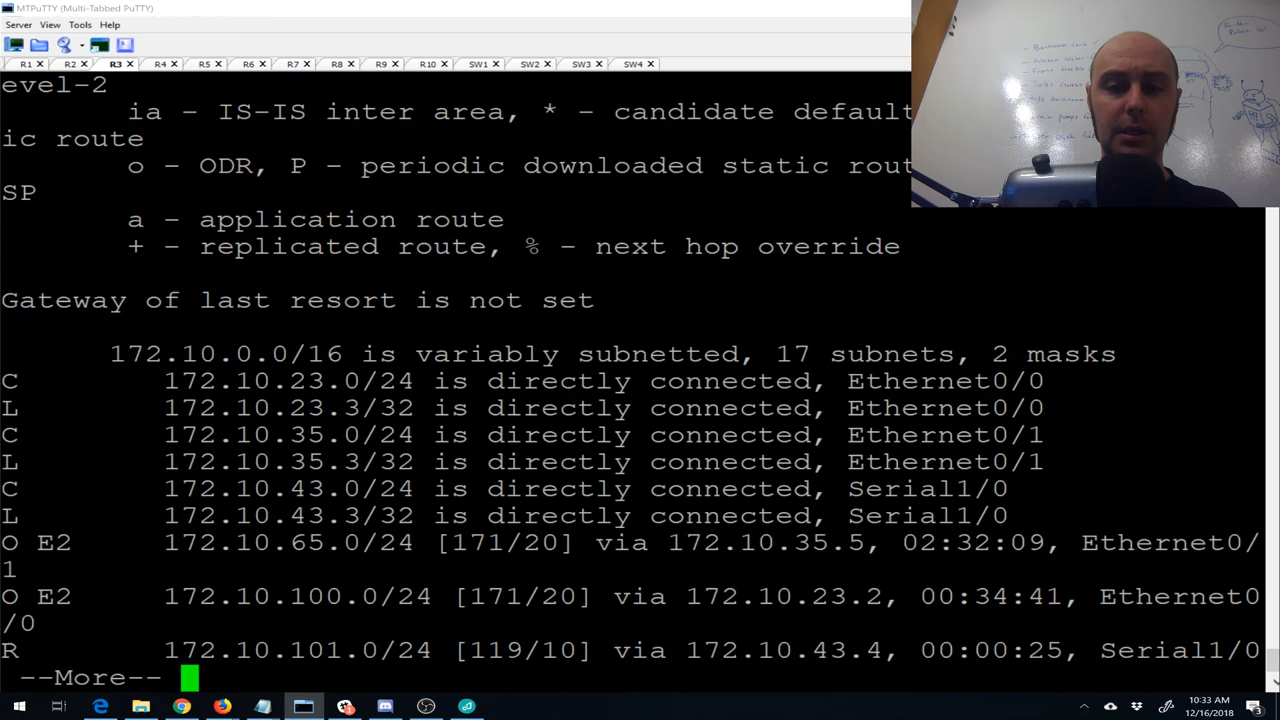 MTPuTTY (Multi-Tabbed PuTTY)
Server View Tools Help
R1 R2 R3 R4 R5 R6 R7 R8 R9 R10 SW1 SW2 SW3 SW4
evel-2
ia - IS-IS inter area, * - candidate default
ic route
o - ODR, P - periodic downloaded static rout
SP
a - application route
+ - replicated route, % - next hop override
Gateway of last resort is not set
172.10.0.0/16 is variably subnetted, 17 subnets, 2 masks
C 172.10.23.0/24 is directly connected, Ethernet0/0
L 172.10.23.3/32 is directly connected, Ethernet0/0
C 172.10.35.0/24 is directly connected, Ethernet0/1
L 172.10.35.3/32 is directly connected, Ethernet0/1
C 172.10.43.0/24 is directly connected, Serial1/0
L 172.10.43.3/32 is directly connected, Serial1/0
O E2 172.10.65.0/24 [171/20] via 172.10.35.5, 02:32:09, Ethernet0/
1
O E2 172.10.100.0/24 [171/20] via 172.10.23.2, 00:34:41, Ethernet0
/0
R 172.10.101.0/24 [119/10] via 172.10.43.4, 00:00:25, Serial1/0
--More--
10:33 AM
12/16/2018
3